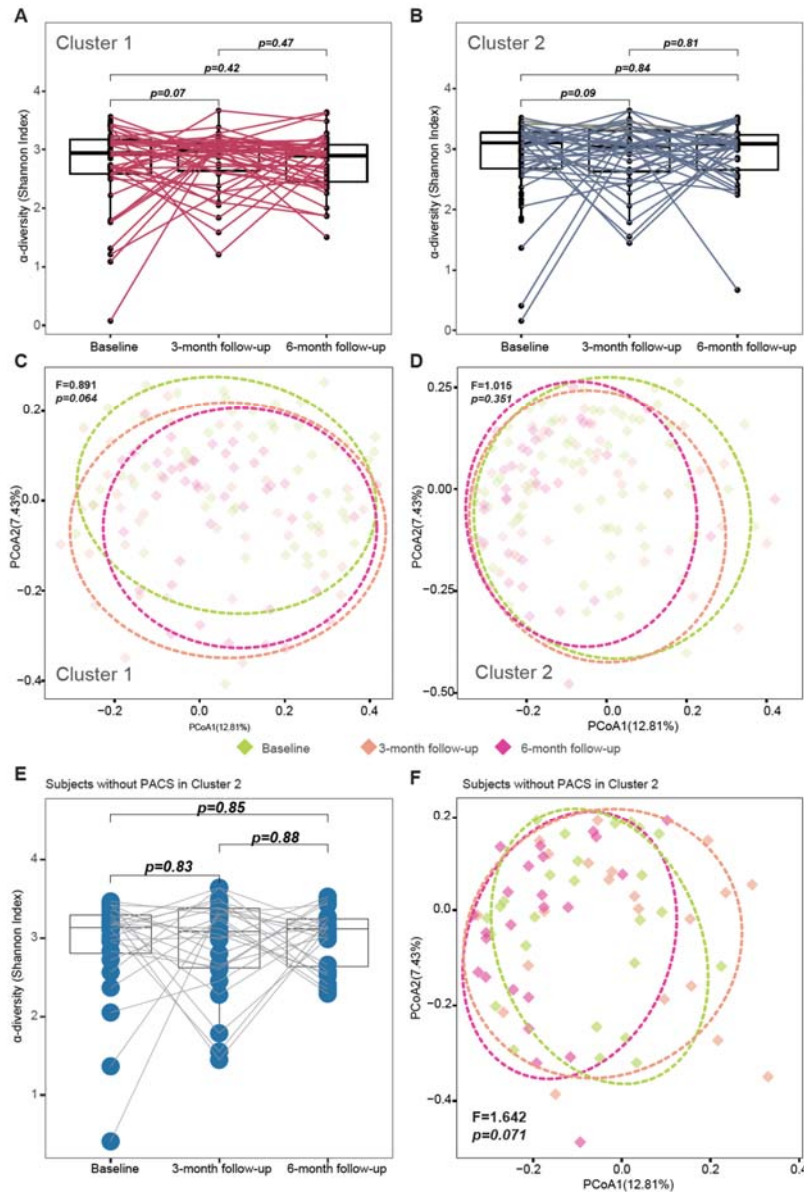 A
Cluster 1
p=0.47
p=0.42
p=0.07
α-diversity (Shannon Index)
4
3
2
1
0
Baseline 3-month follow-up 6-month follow-up
B
Cluster 2
p=0.81
p=0.84
p=0.09
α-diversity (Shannon Index)
4
3
2
1
0
Baseline 3-month follow-up 6-month follow-up
C
F=0.891
p=0.064
PCoA2(7.43%)
0.2
0.0
−0.2
−0.4
Cluster 1
−0.2 0.0 0.2 0.4
PCoA1(12.81%)
D
F=1.015
p=0.351
PCoA2(7.43%)
0.25
0.00
−0.25
−0.50
Cluster 2
−0.2 0.0 0.2 0.4
PCoA1(12.81%)
Baseline 3-month follow-up 6-month follow-up
E
Subjects without PACS in Cluster 2
p=0.85
p=0.88
p=0.83
α-diversity (Shannon Index)
4
3
2
1
Baseline 3-month follow-up 6-month follow-up
F
Subjects without PACS in Cluster 2
PCoA2(7.43%)
0.2
0.0
−0.2
−0.4
F=1.642
p=0.071
−0.2 0.0 0.2 0.4
PCoA1(12.81%)